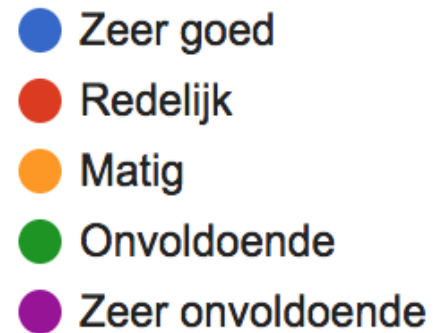 Zeer goed
Redelijk
Matig
Onvoldoende
Zeer onvoldoende